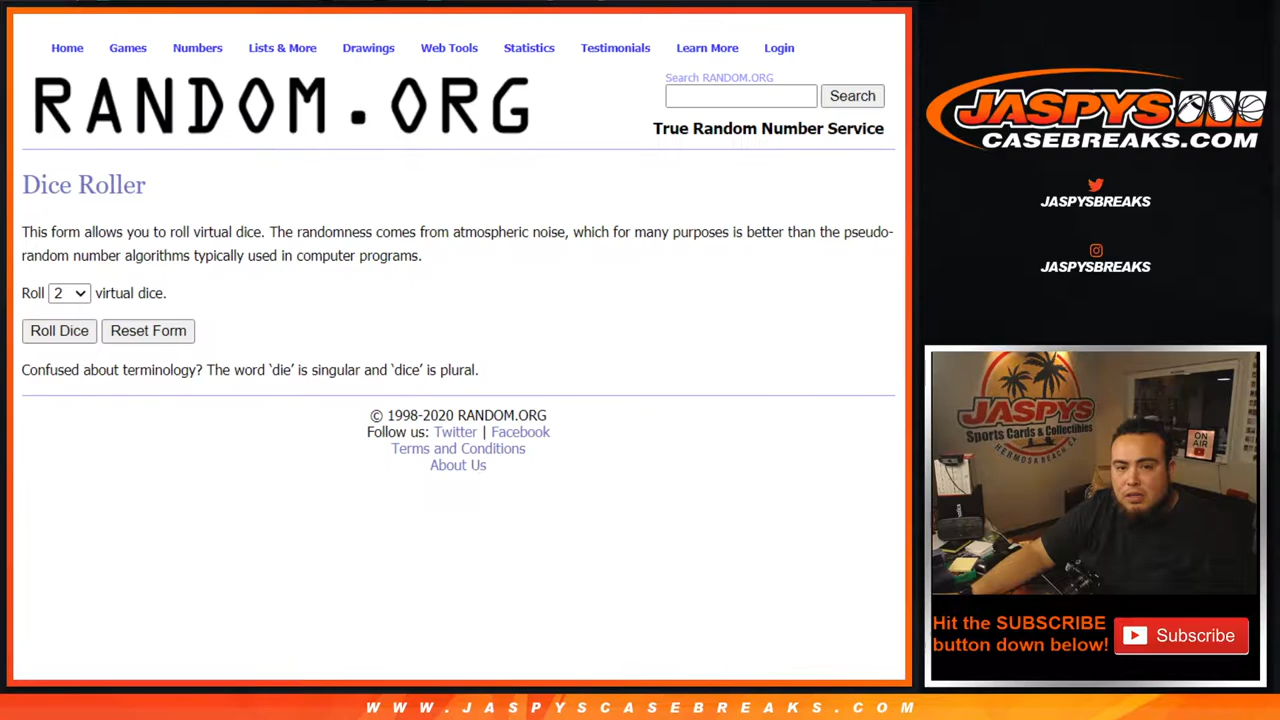 Home Games Numbers Lists & More Drawings Web Tools Statistics Testimonials Learn More Login
RANDOM.ORG
Search RANDOM.ORG
Search
True Random Number Service
Dice Roller
This form allows you to roll virtual dice. The randomness comes from atmospheric noise, which for many purposes is better than the pseudo-
random number algorithms typically used in computer programs.
Roll 2 virtual dice.
Roll Dice Reset Form
Confused about terminology? The word ‘die’ is singular and ‘dice’ is plural.
© 1998-2020 RANDOM.ORG
Follow us: Twitter | Facebook
Terms and Conditions
About Us
JASPYS
CASEBREAKS.COM
JASPYSBREAKS
JASPYSBREAKS
JASPYS
Sports Cards & Collectibles
HERMOSA BEACH CA
ON
AIR
Hit the SUBSCRIBE
button down below!
Subscribe
WWW.JASPYSCASEBREAKS.COM